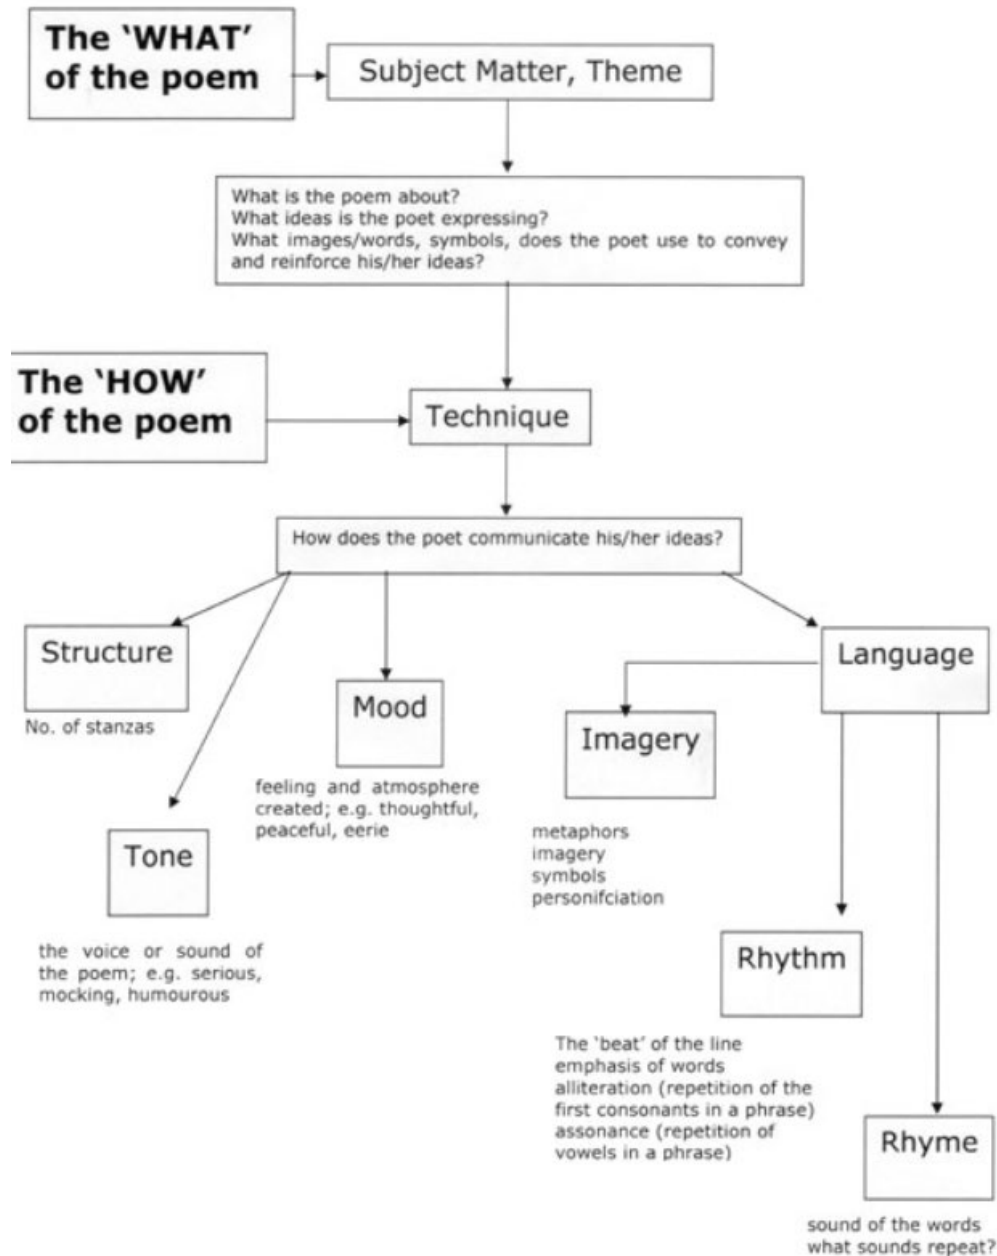 The ‘WHAT’
of the poem
Subject Matter, Theme
What is the poem about?
What ideas is the poet expressing?
What images/words, symbols, does the poet use to convey
and reinforce his/her ideas?
The ‘HOW’
of the poem
Technique
How does the poet communicate his/her ideas?
Structure
No. of stanzas
Tone
the voice or sound of
the poem; e.g. serious,
mocking, humourous
Mood
feeling and atmosphere
created; e.g. thoughtful,
peaceful, eerie
Language
Imagery
metaphors
imagery
symbols
personifciation
Rhythm
The ‘beat’ of the line
emphasis of words
alliteration (repetition of the
first consonants in a phrase)
assonance (repetition of
vowels in a phrase)
Rhyme
sound of the words
what sounds repeat?